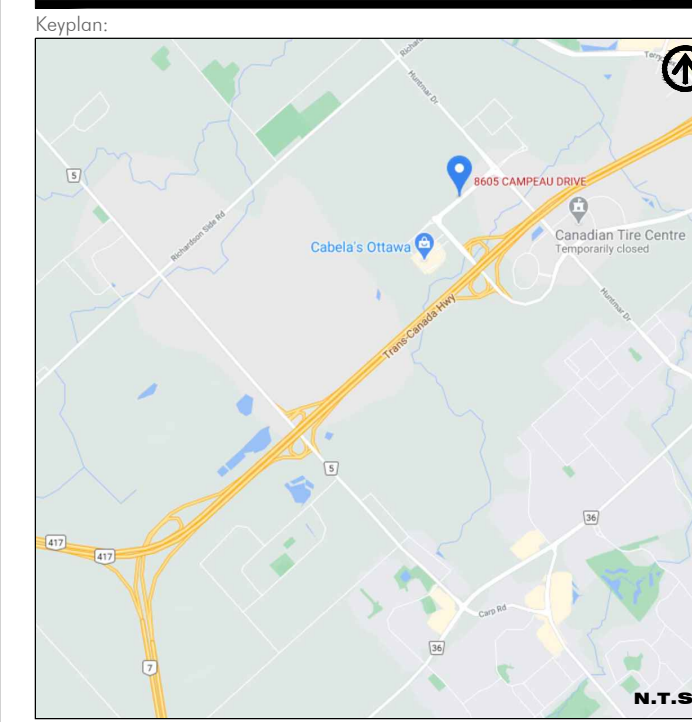 Keyplan:
Huntmar Dr
5
8605 CAMPEAU DRIVE
Richardson Side Rd
Canadian Tire Centre
Temporarily closed
Cabela's Ottawa
Huntmar Dr
Trans-Canada Hwy
5
36
417
417
Carp Rd
36
7
N.T.S